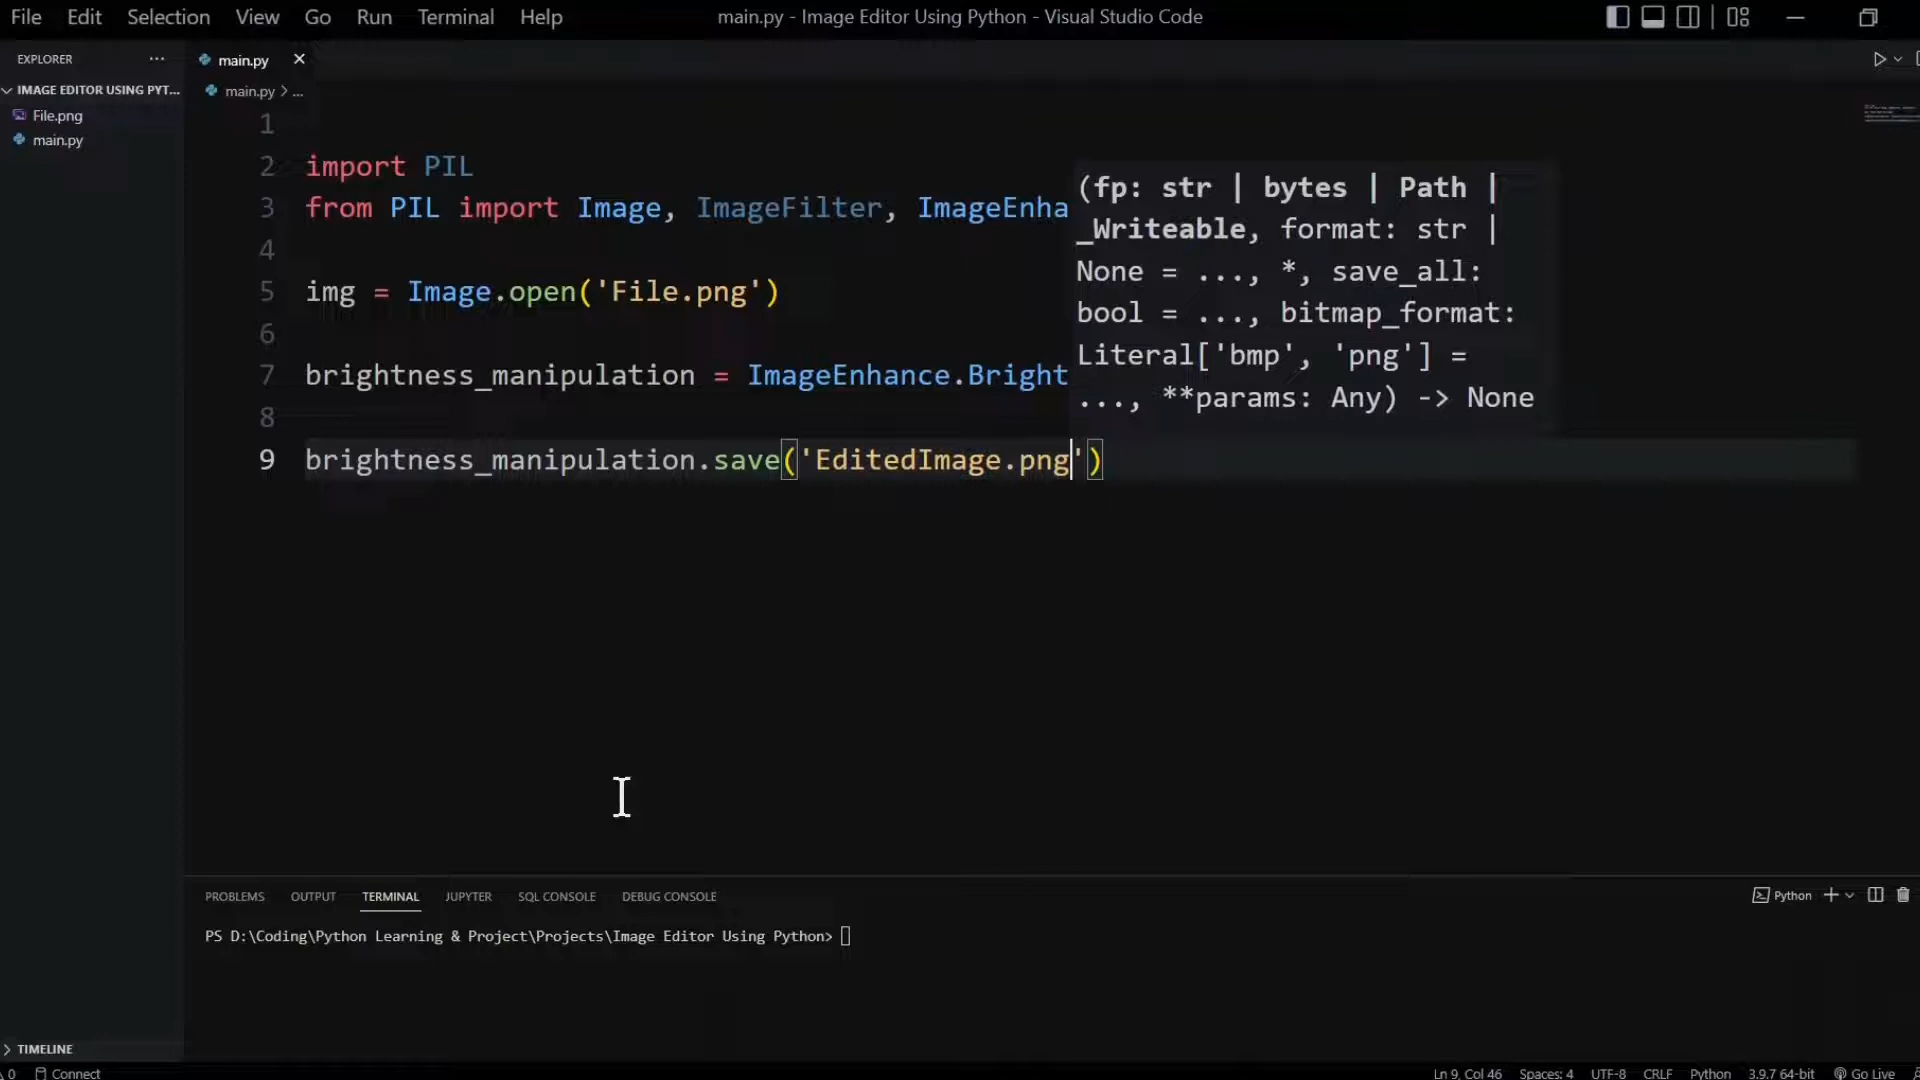 File Edit Selection View Go Run Terminal Help
main.py - Image Editor Using Python - Visual Studio Code
EXPLORER ...
IMAGE EDITOR USING PYT...
File.png
main.py
main.py
main.py > ...
1
2 import PIL
3 from PIL import Image, ImageFilter, ImageEnha
4
5 img = Image.open('File.png')
6
7 brightness_manipulation = ImageEnhance.Bright
8
9 brightness_manipulation.save('EditedImage.png')
(fp: str | bytes | Path |
_Writeable, format: str |
None = ..., *, save_all:
bool = ..., bitmap_format:
Literal['bmp', 'png'] =
..., **params: Any) -> None
PROBLEMS OUTPUT TERMINAL JUPYTER SQL CONSOLE DEBUG CONSOLE
Python
PS D:\Coding\Python Learning & Project\Projects\Image Editor Using Python>
TIMELINE
0 Connect
Ln 9, Col 46 Spaces: 4 UTF-8 CRLF Python 3.9.7 64-bit Go Live